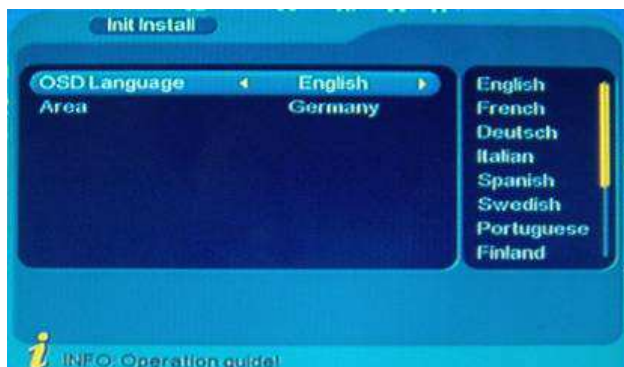 Init Install
OSD Language English
Area Germany
English
French
Deutsch
Italian
Spanish
Swedish
Portuguese
Finland
INFO: Operation guide!